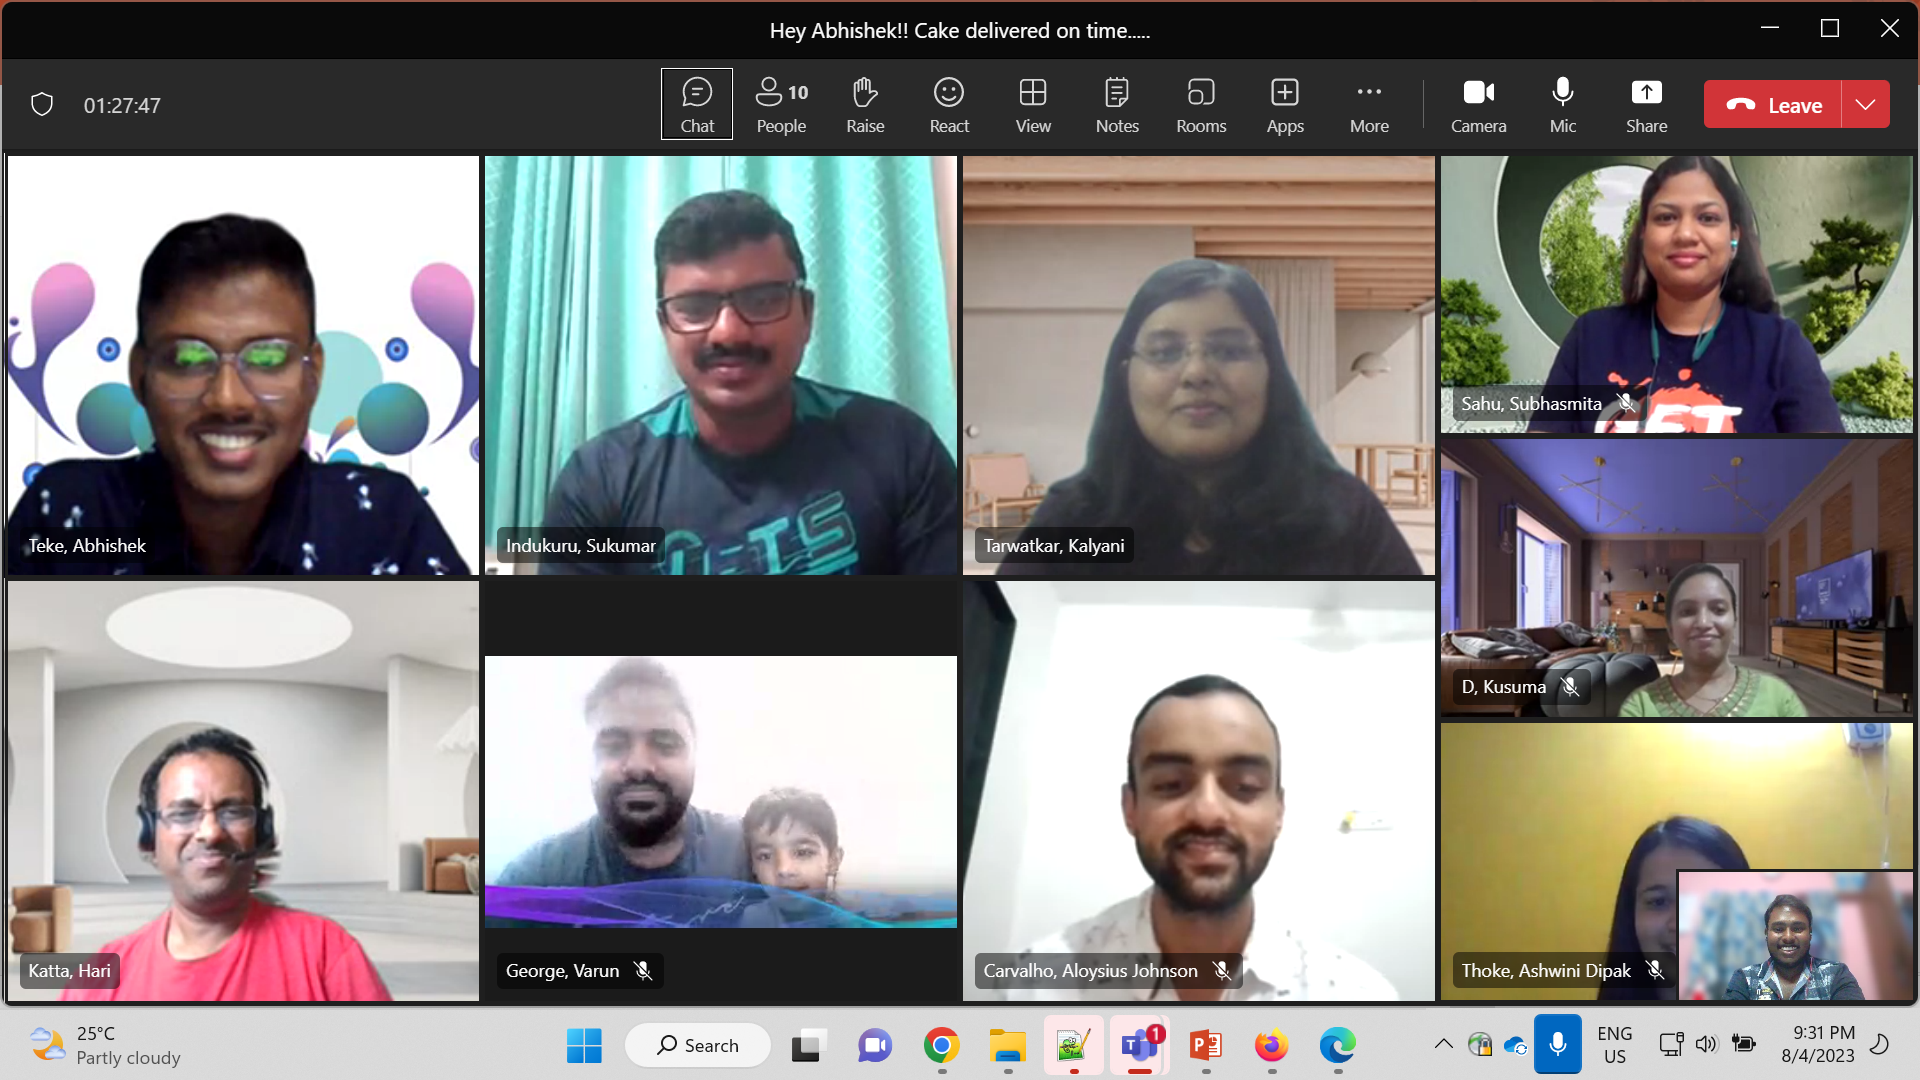 Hey Abhishek!! Cake delivered on time.....
01:27:47
Chat
People
10
Raise
React
View
Notes
Rooms
Apps
More
Camera
Mic
Share
Leave
Teke, Abhishek
Indukuru, Sukumar
Tarwatkar, Kalyani
Sahu, Subhasmita
D, Kusuma
Katta, Hari
George, Varun
Carvalho, Aloysius Johnson
Thoke, Ashwini Dipak
25°C
Partly cloudy
Search
1
ENG
US
9:31 PM
8/4/2023